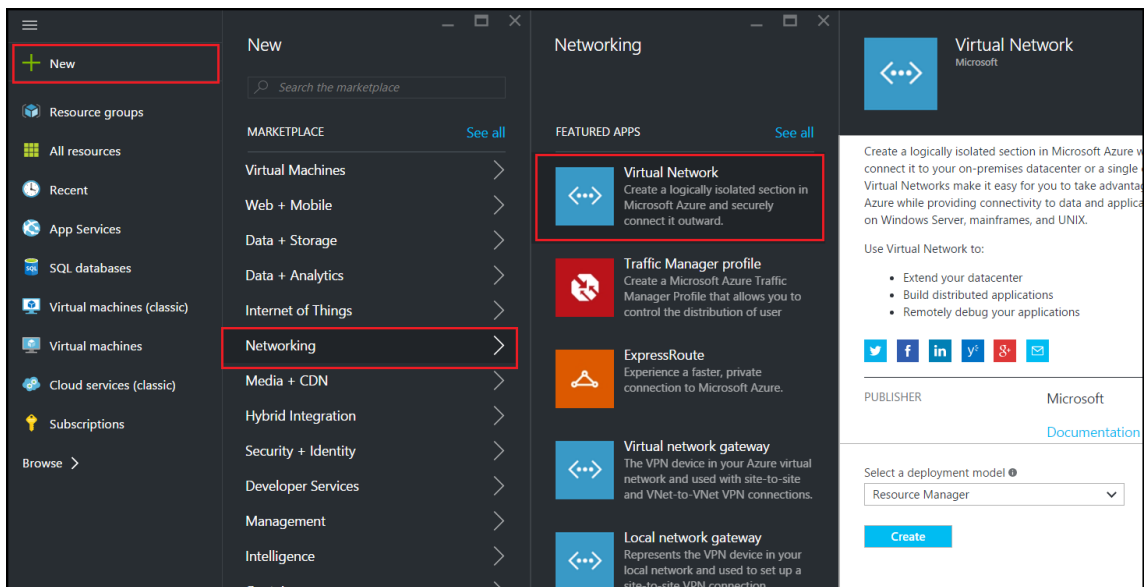 New
Resource groups
All resources
Recent
App Services
SQL databases
Virtual machines (classic)
Virtual machines
Cloud services (classic)
Subscriptions
Browse
New
Search the marketplace
MARKETPLACE
See all
Virtual Machines
Web + Mobile
Data + Storage
Data + Analytics
Internet of Things
Networking
Media + CDN
Hybrid Integration
Security + Identity
Developer Services
Management
Intelligence
Networking
FEATURED APPS
See all
Virtual Network
Create a logically isolated section in
Microsoft Azure and securely
connect it outward.
Traffic Manager profile
Create a Microsoft Azure Traffic
Manager Profile that allows you to
control the distribution of user
ExpressRoute
Experience a faster, private
connection to Microsoft Azure.
Virtual network gateway
The VPN device in your Azure virtual
network and used with site-to-site
and VNet-to-VNet VPN connections.
Local network gateway
Represents the VPN device in your
local network and used to set up a
site-to-site VPN connection
Virtual Network
Microsoft
Create a logically isolated section in Microsoft Azure w
connect it to your on-premises datacenter or a single
Virtual Networks make it easy for you to take advantag
Azure while providing connectivity to data and applica
on Windows Server, mainframes, and UNIX.
Use Virtual Network to:
• Extend your datacenter
• Build distributed applications
• Remotely debug your applications
PUBLISHER
Microsoft
Documentation
Select a deployment model
Resource Manager
Create